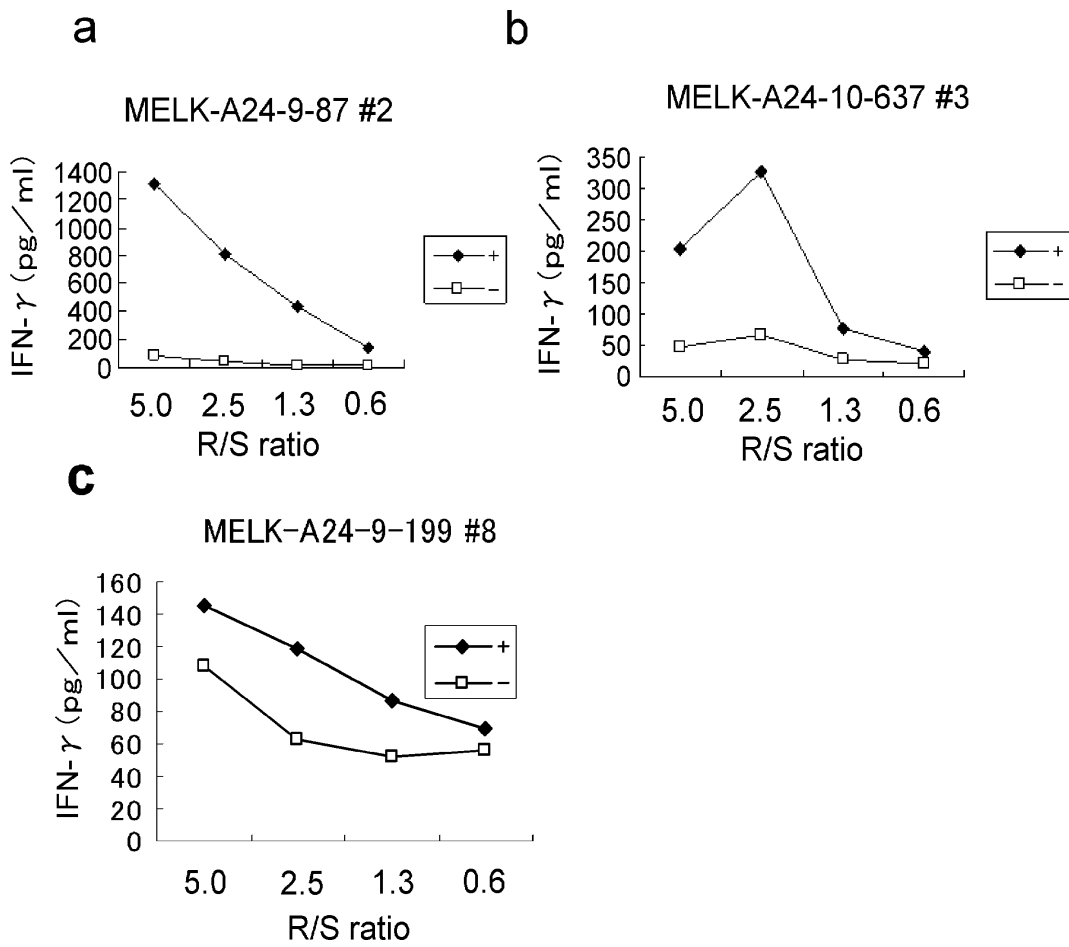 a
MELK-A24-9-87 #2
IFN-γ (pg/ml)
1400
1200
1000
800
600
400
200
0
5.0 2.5 1.3 0.6
R/S ratio
+
-
b
MELK-A24-10-637 #3
IFN-γ (pg/ml)
350
300
250
200
150
100
50
0
5.0 2.5 1.3 0.6
R/S ratio
+
-
c
MELK-A24-9-199 #8
IFN-γ (pg/ml)
160
140
120
100
80
60
40
20
0
5.0 2.5 1.3 0.6
R/S ratio
+
-